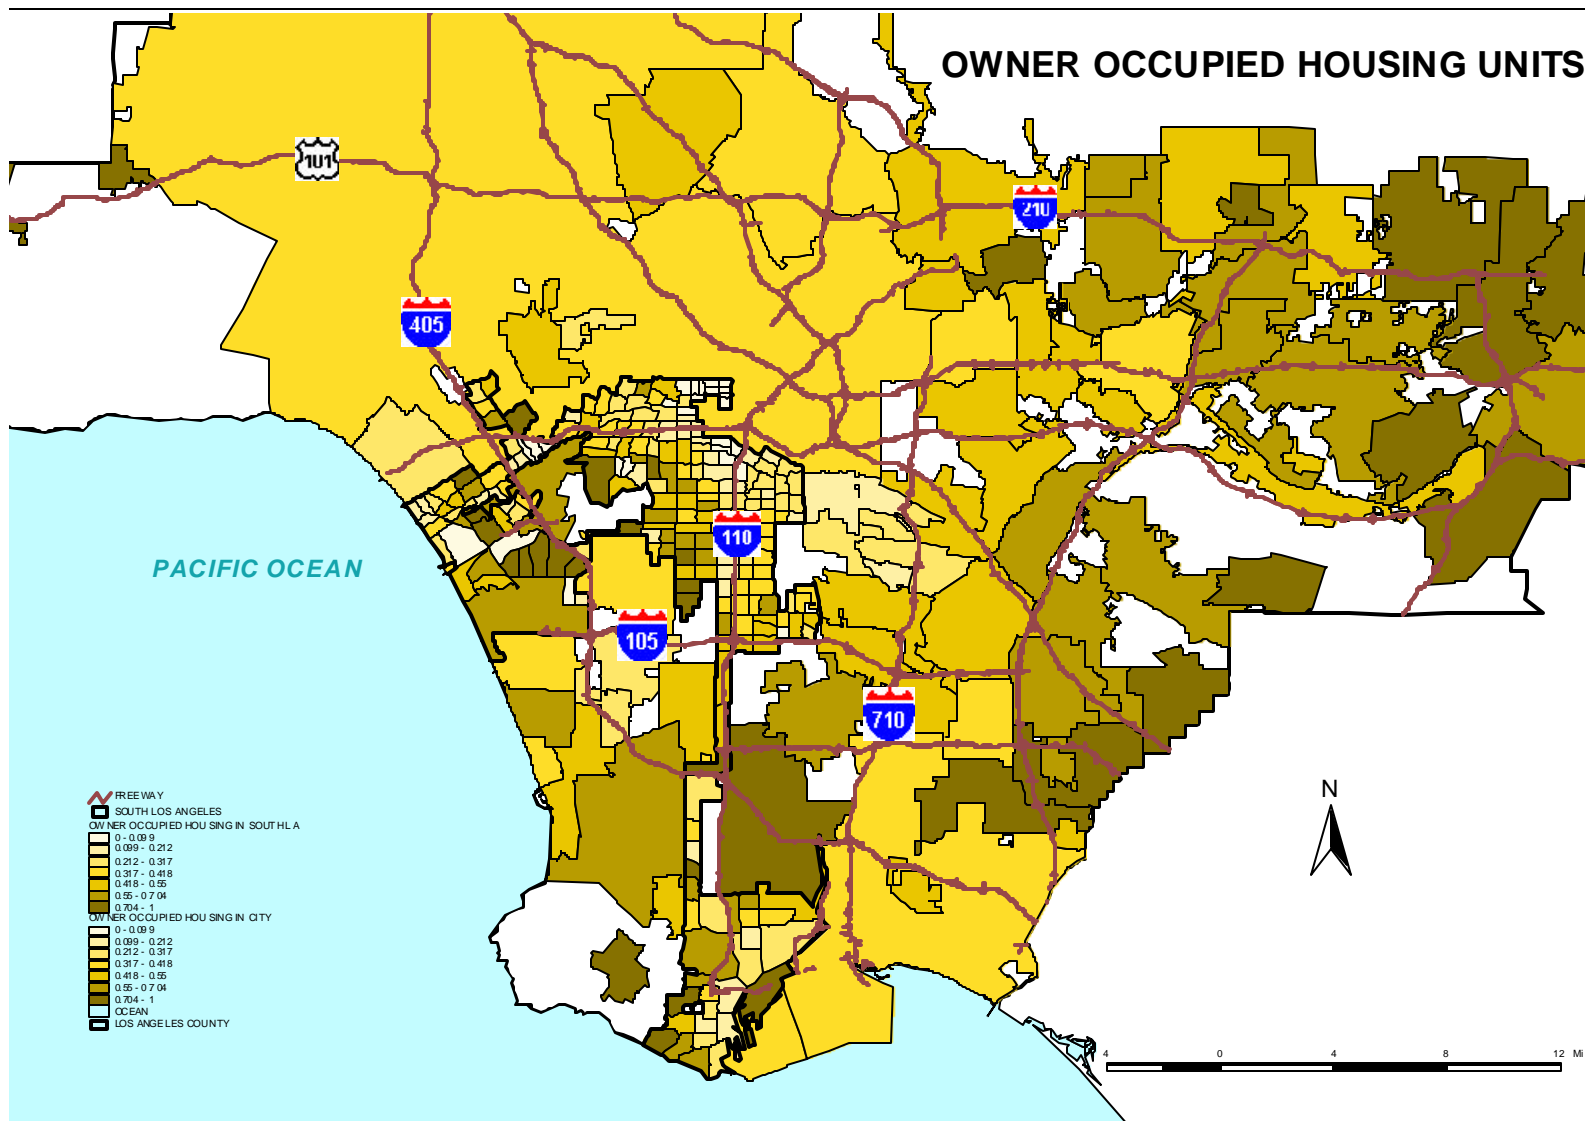 OWNER OCCUPIED HOUSING UNITS
101
210
405
110
PACIFIC OCEAN
105
710
FREEWAY
SOUTH LOS ANGELES
OWNER OCCUPIED HOUSING IN SOUTH LA
0 - 0.099
0.099 - 0.212
0.212 - 0.317
0.317 - 0.418
0.418 - 0.55
0.55 - 0.704
0.704 - 1
OWNER OCCUPIED HOUSING IN CITY
0 - 0.099
0.099 - 0.212
0.212 - 0.317
0.317 - 0.418
0.418 - 0.55
0.55 - 0.704
0.704 - 1
OCEAN
LOS ANGELES COUNTY
N
4 0 4 8 12 Mi